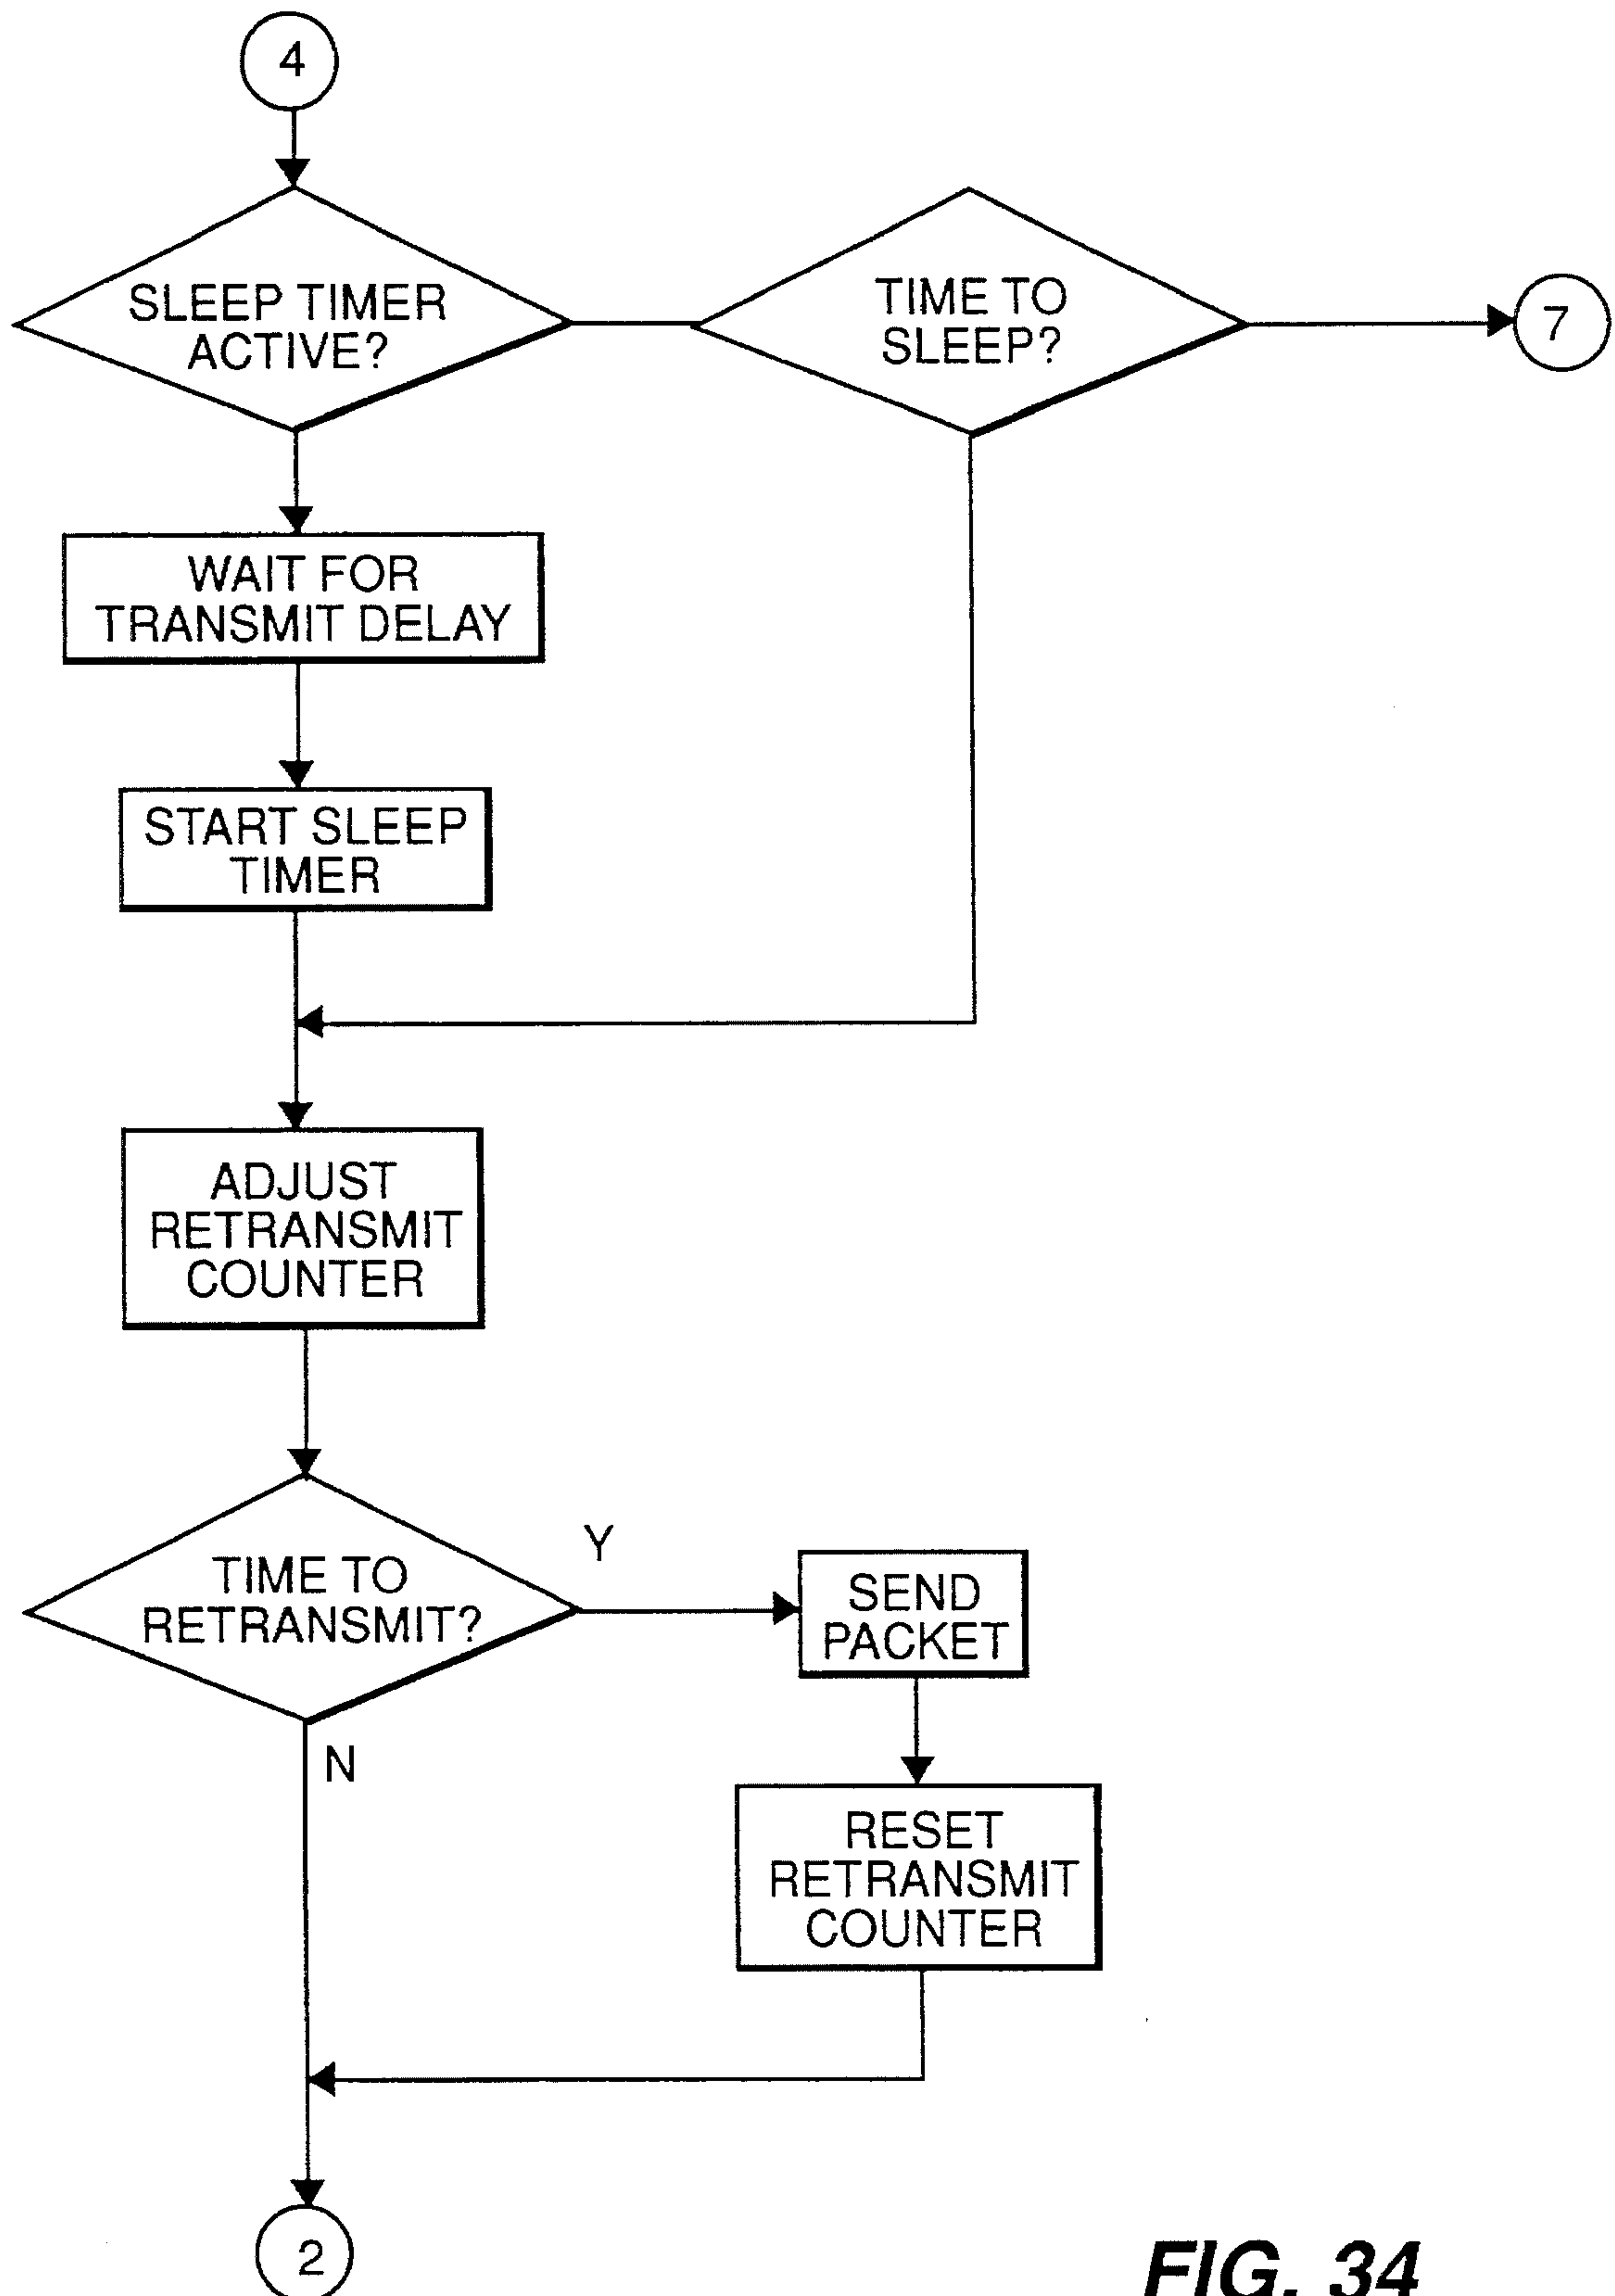 4
SLEEP TIMER
ACTIVE?
TIME TO
SLEEP?
7
WAIT FOR
TRANSMIT DELAY
START SLEEP
TIMER
ADJUST
RETRANSMIT
COUNTER
TIME TO
RETRANSMIT?
Y
N
SEND
PACKET
RESET
RETRANSMIT
COUNTER
2
FIG. 34